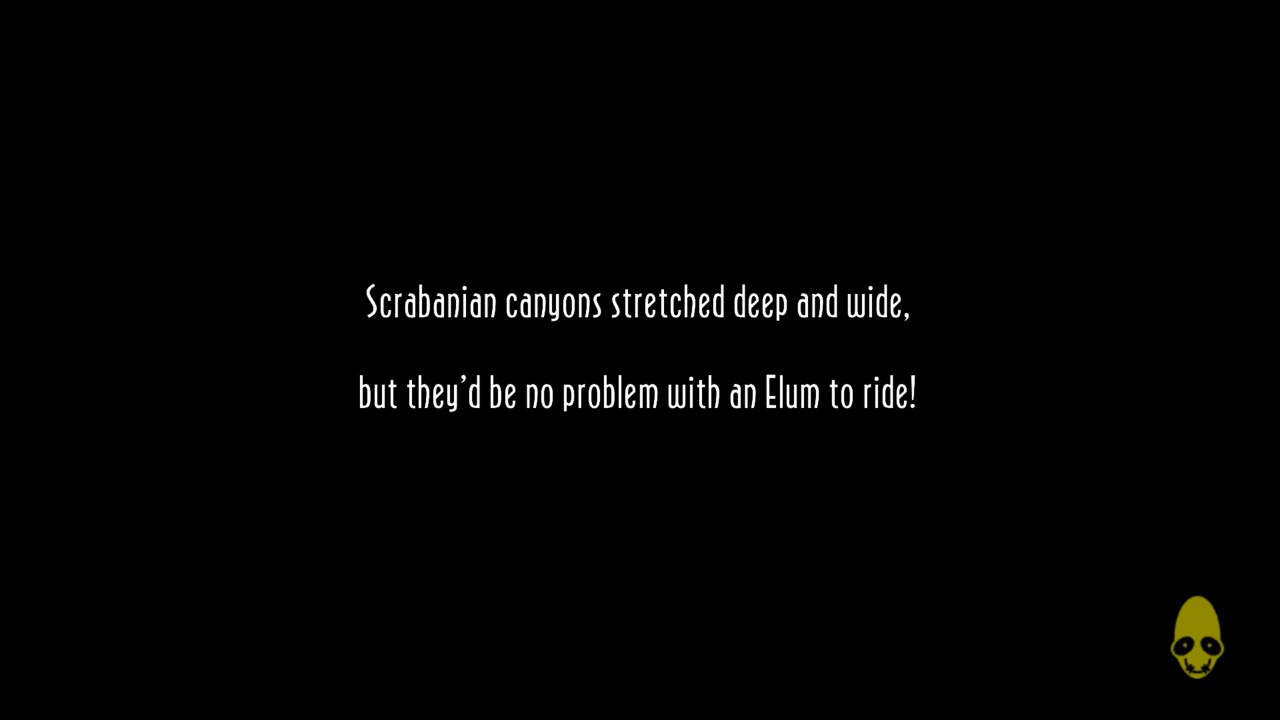 Scrabanian canyons stretched deep and wide,
but they’d be no problem with an Elum to ride!